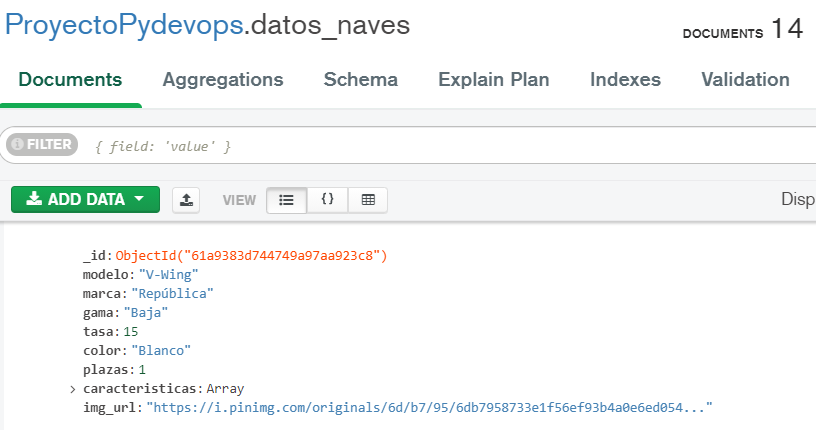 ProyectoPydevops.datos_naves
DOCUMENTS 14
Documents Aggregations Schema Explain Plan Indexes Validation
FILTER { field: 'value' }
ADD DATA VIEW {} Disp
_id: ObjectId("61a9383d744749a97aa923c8")
modelo: "V-Wing"
marca: "República"
gama: "Baja"
tasa: 15
color: "Blanco"
plazas: 1
> caracteristicas: Array
img_url: "https://i.pinimg.com/originals/6d/b7/95/6db7958733e1f56ef93b4a0e6ed054..."